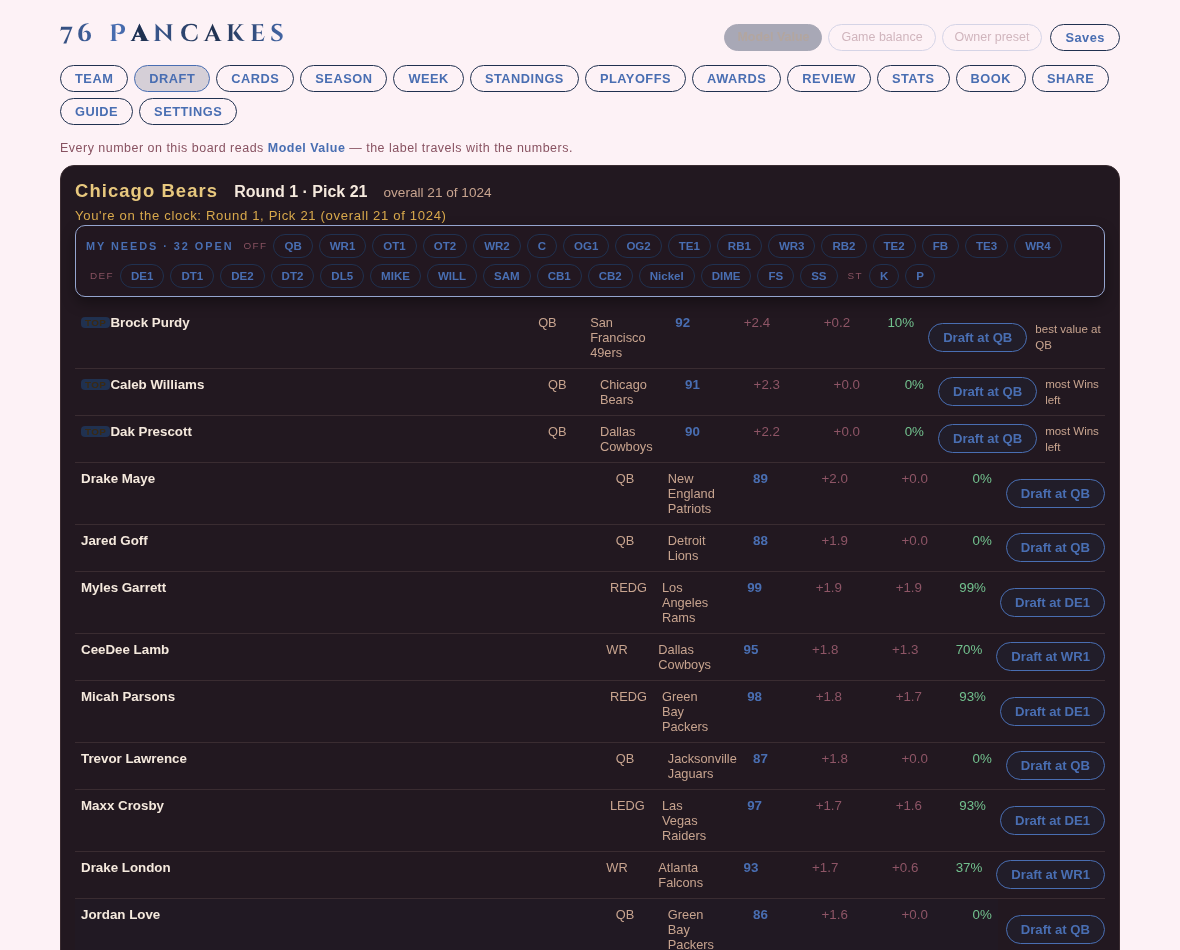 76 PANCAKES
Game balance Owner preset Saves
TEAM DRAFT CARDS SEASON WEEK STANDINGS PLAYOFFS AWARDS REVIEW STATS BOOK SHARE
GUIDE SETTINGS
Every number on this board reads Model Value — the label travels with the numbers.
Chicago Bears Round 1 · Pick 21 overall 21 of 1024
You're on the clock: Round 1, Pick 21 (overall 21 of 1024)
MY NEEDS · 32 OPEN OFF QB WR1 OT1 OT2 WR2 C OG1 OG2 TE1 RB1 WR3 RB2 TE2 FB TE3 WR4
DEF DE1 DT1 DE2 DT2 DL5 MIKE WILL SAM CB1 CB2 Nickel DIME FS SS ST K P
Brock Purdy QB San Francisco 49ers 92 +2.4 +0.2 10% Draft at QB best value at QB
Caleb Williams QB Chicago Bears 91 +2.3 +0.0 0% Draft at QB most Wins left
Dak Prescott QB Dallas Cowboys 90 +2.2 +0.0 0% Draft at QB most Wins left
Drake Maye QB New England Patriots 89 +2.0 +0.0 0% Draft at QB
Jared Goff QB Detroit Lions 88 +1.9 +0.0 0% Draft at QB
Myles Garrett REDG Los Angeles Rams 99 +1.9 +1.9 99% Draft at DE1
CeeDee Lamb WR Dallas Cowboys 95 +1.8 +1.3 70% Draft at WR1
Micah Parsons REDG Green Bay Packers 98 +1.8 +1.7 93% Draft at DE1
Trevor Lawrence QB Jacksonville Jaguars 87 +1.8 +0.0 0% Draft at QB
Maxx Crosby LEDG Las Vegas Raiders 97 +1.7 +1.6 93% Draft at DE1
Drake London WR Atlanta Falcons 93 +1.7 +0.6 37% Draft at WR1
Jordan Love QB Green Bay Packers 86 +1.6 +0.0 0% Draft at QB